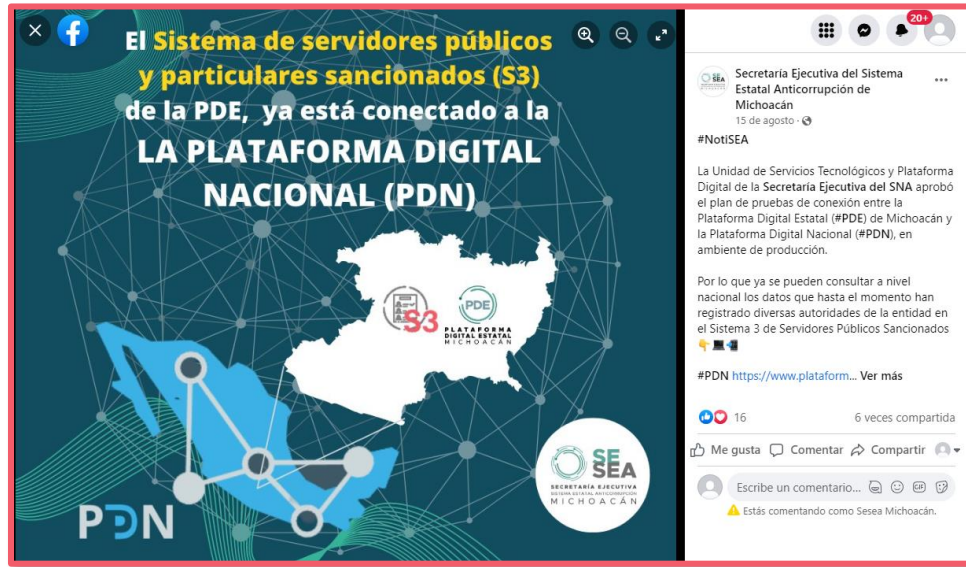 El Sistema de servidores públicos
y particulares sancionados (S3)
de la PDE, ya está conectado a la
LA PLATAFORMA DIGITAL
NACIONAL (PDN)
S3
PDE
PLATAFORMA
DIGITAL ESTATAL
MICHOACÁN
PDN
SE
SEA
SECRETARÍA EJECUTIVA
SISTEMA ESTATAL ANTICORRUPCIÓN
MICHOACÁN
20+
SE
SEA
Secretaría Ejecutiva del Sistema
Estatal Anticorrupción de
Michoacán
15 de agosto ·
#NotiSEA
La Unidad de Servicios Tecnológicos y Plataforma
Digital de la Secretaría Ejecutiva del SNA aprobó
el plan de pruebas de conexión entre la
Plataforma Digital Estatal (#PDE) de Michoacán y
la Plataforma Digital Nacional (#PDN), en
ambiente de producción.
Por lo que ya se pueden consultar a nivel
nacional los datos que hasta el momento han
registrado diversas autoridades de la entidad en
el Sistema 3 de Servidores Públicos Sancionados
#PDN https://www.plataform... Ver más
16
6 veces compartida
Me gusta Comentar Compartir
Escribe un comentario...
GIF
Estás comentando como Sesea Michoacán.